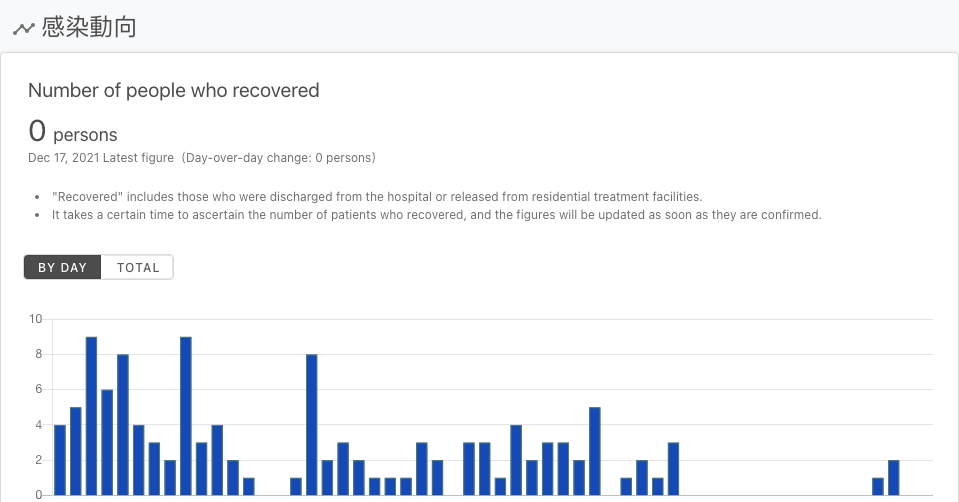 感染動向
Number of people who recovered
0 persons
Dec 17, 2021 Latest figure (Day-over-day change: 0 persons)
• "Recovered" includes those who were discharged from the hospital or released from residential treatment facilities.
• It takes a certain time to ascertain the number of patients who recovered, and the figures will be updated as soon as they are confirmed.
BY DAY TOTAL
10
8
6
4
2
0